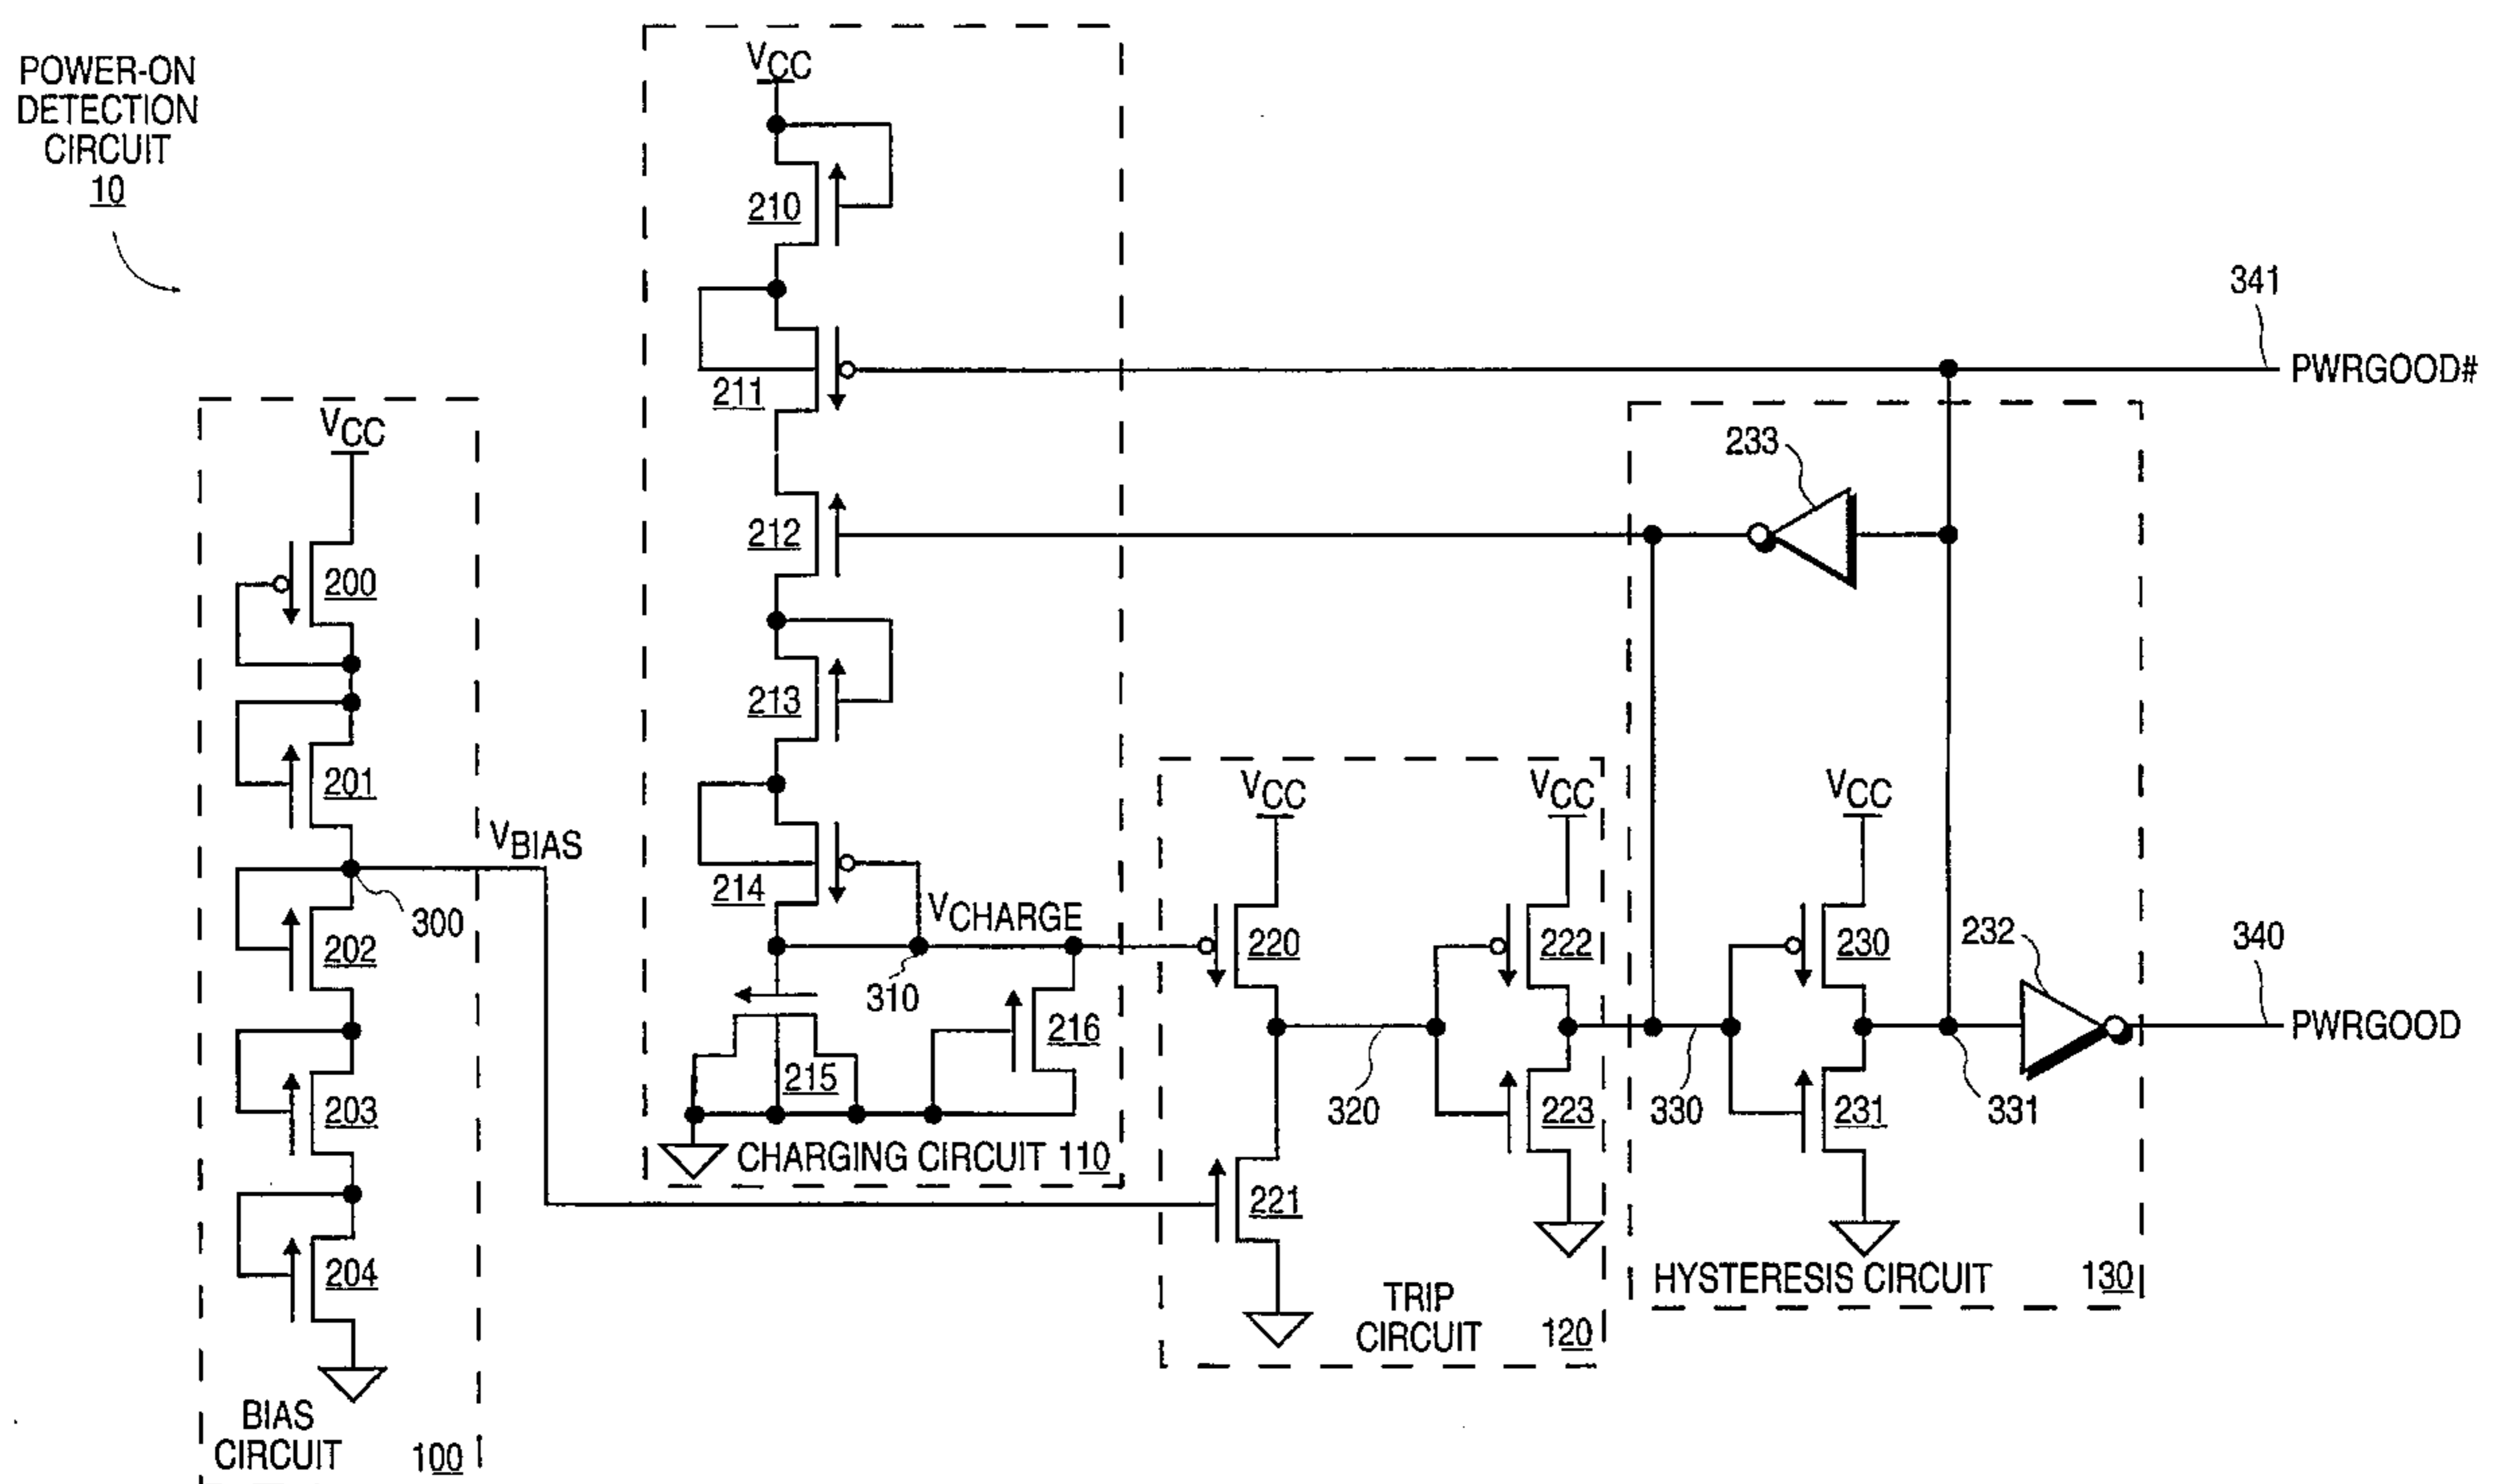 POWER-ON
DETECTION
CIRCUIT
10
VCC
210
211
212
213
214
VCHARGE
310
215
216
CHARGING CIRCUIT 110
VCC
200
201
VBIAS
300
202
203
204
BIAS
CIRCUIT
100
VCC
220
VCC
222
320
223
221
TRIP
CIRCUIT
120
341
PWRGOOD#
233
VCC
230
232
340
PWRGOOD
330
231
331
HYSTERESIS CIRCUIT
130